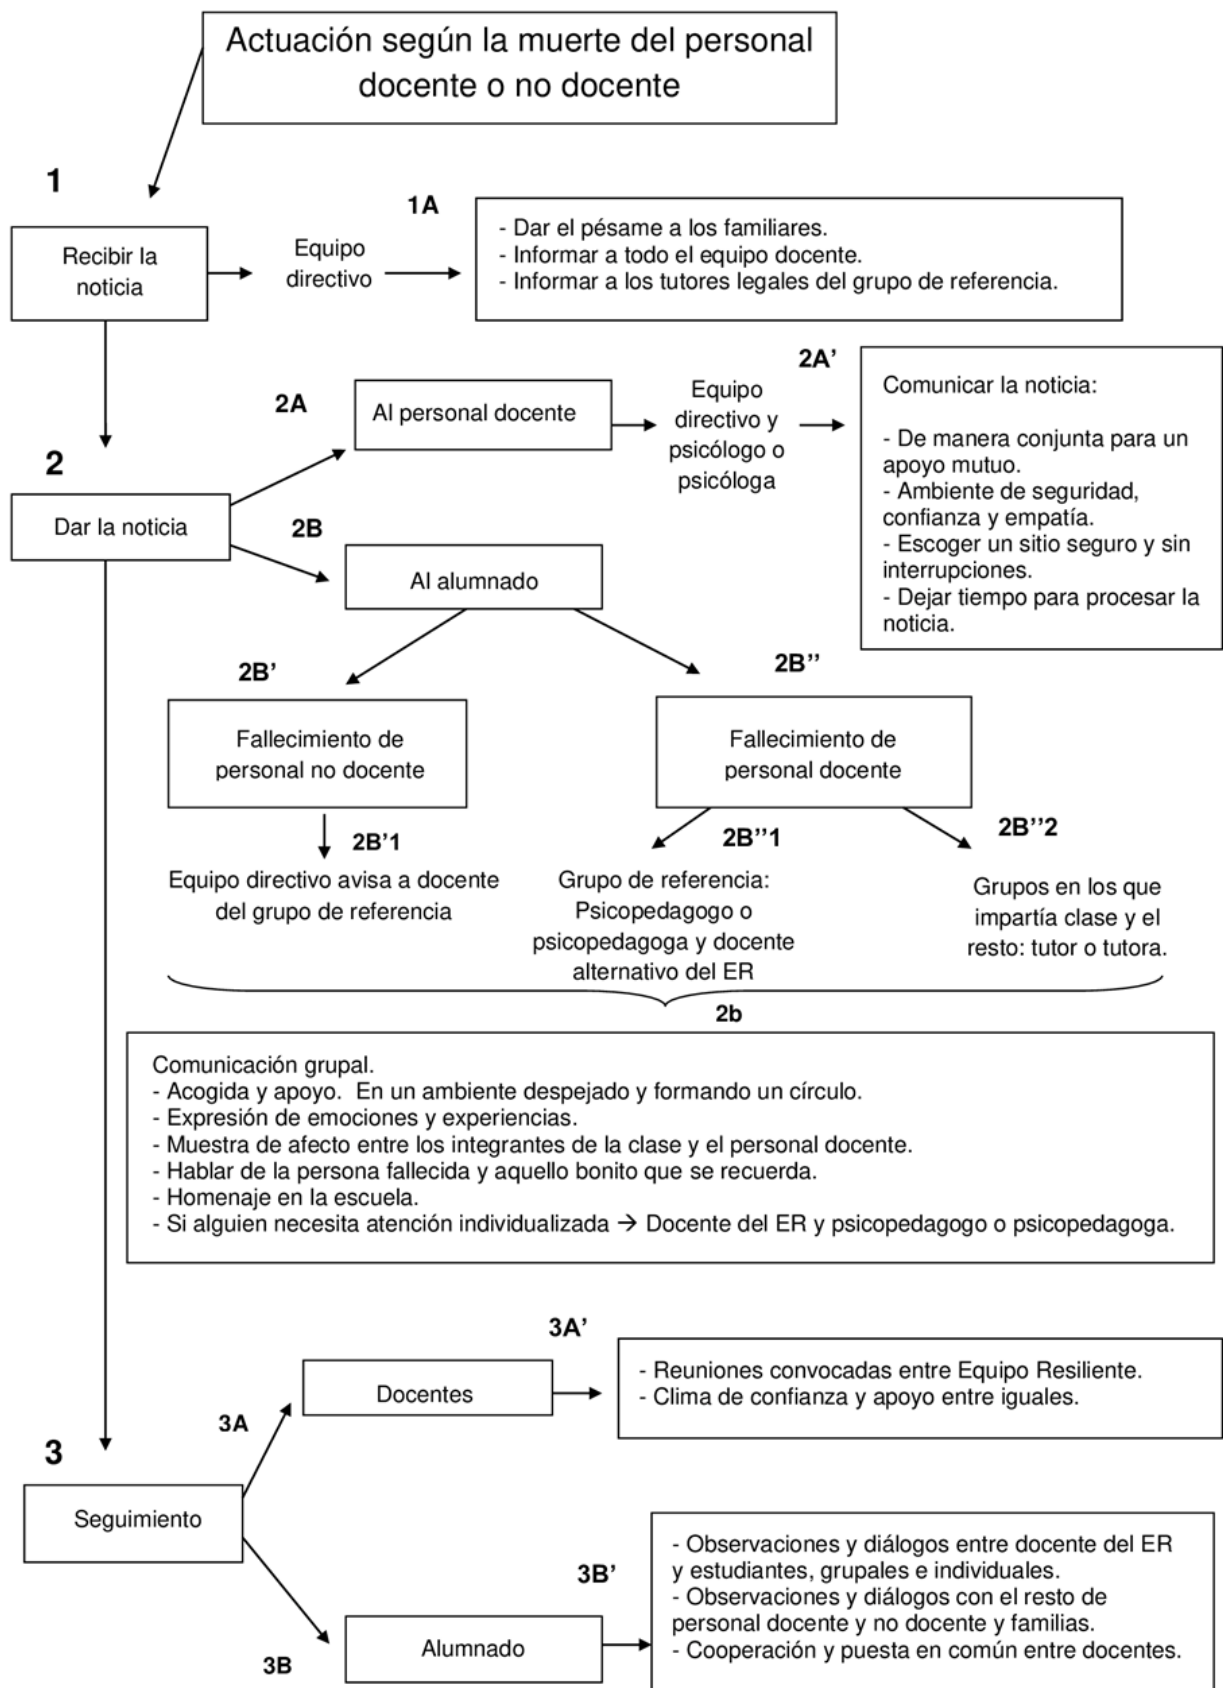 Actuación según la muerte del personal
docente o no docente
1
Recibir la
noticia
Equipo
directivo
1A
- Dar el pésame a los familiares.
- Informar a todo el equipo docente.
- Informar a los tutores legales del grupo de referencia.
2
Dar la noticia
2A
Al personal docente
Equipo
directivo y
psicólogo o
psicóloga
2A’
Comunicar la noticia:
- De manera conjunta para un
apoyo mutuo.
- Ambiente de seguridad,
confianza y empatía.
- Escoger un sitio seguro y sin
interrupciones.
- Dejar tiempo para procesar la
noticia.
2B
Al alumnado
2B’
Fallecimiento de
personal no docente
2B’’
Fallecimiento de
personal docente
2B’1
Equipo directivo avisa a docente
del grupo de referencia
2B’’1
Grupo de referencia:
Psicopedagogo o
psicopedagoga y docente
alternativo del ER
2B’’2
Grupos en los que
impartía clase y el
resto: tutor o tutora.
2b
Comunicación grupal.
- Acogida y apoyo. En un ambiente despejado y formando un círculo.
- Expresión de emociones y experiencias.
- Muestra de afecto entre los integrantes de la clase y el personal docente.
- Hablar de la persona fallecida y aquello bonito que se recuerda.
- Homenaje en la escuela.
- Si alguien necesita atención individualizada → Docente del ER y psicopedagogo o psicopedagoga.
3
Seguimiento
3A
Docentes
3A’
- Reuniones convocadas entre Equipo Resiliente.
- Clima de confianza y apoyo entre iguales.
3B
Alumnado
3B’
- Observaciones y diálogos entre docente del ER
y estudiantes, grupales e individuales.
- Observaciones y diálogos con el resto de
personal docente y no docente y familias.
- Cooperación y puesta en común entre docentes.